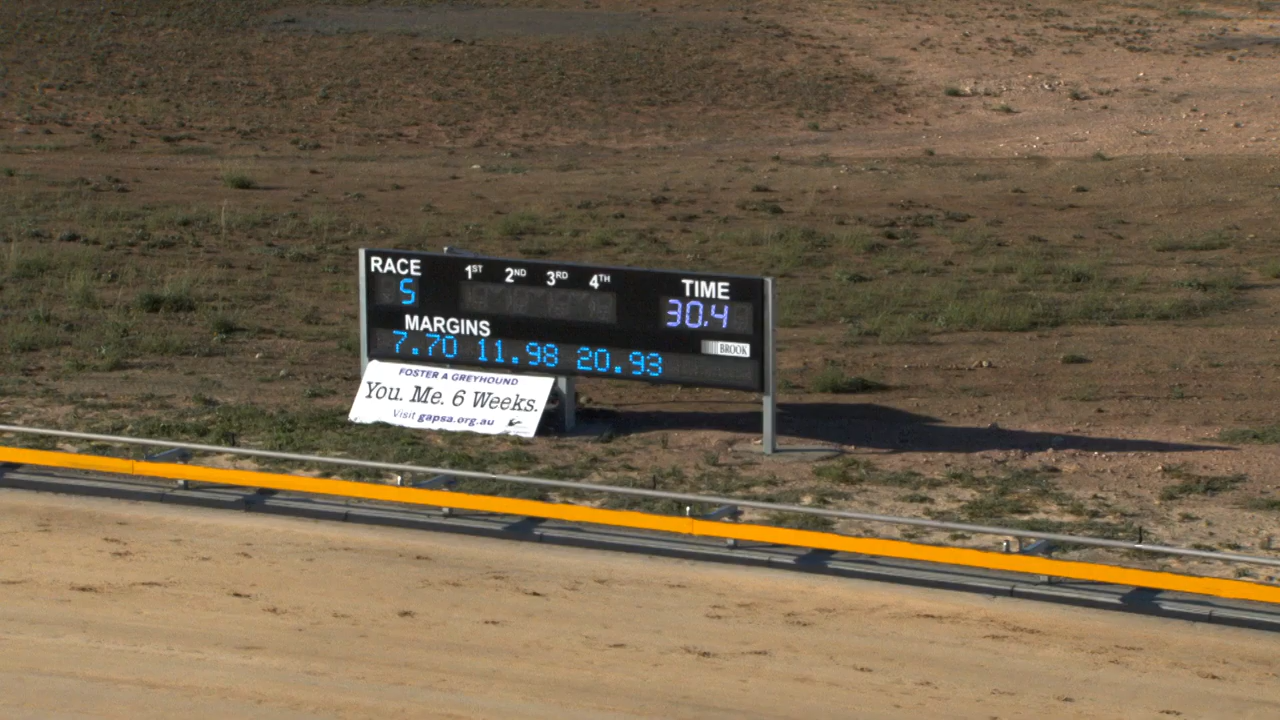 RACE 1ST 2ND 3RD 4TH TIME
5 30.4
MARGINS
7.70 11.98 20.93
BROOK
FOSTER A GREYHOUND
You. Me. 6 Weeks.
Visit gapsa.org.au